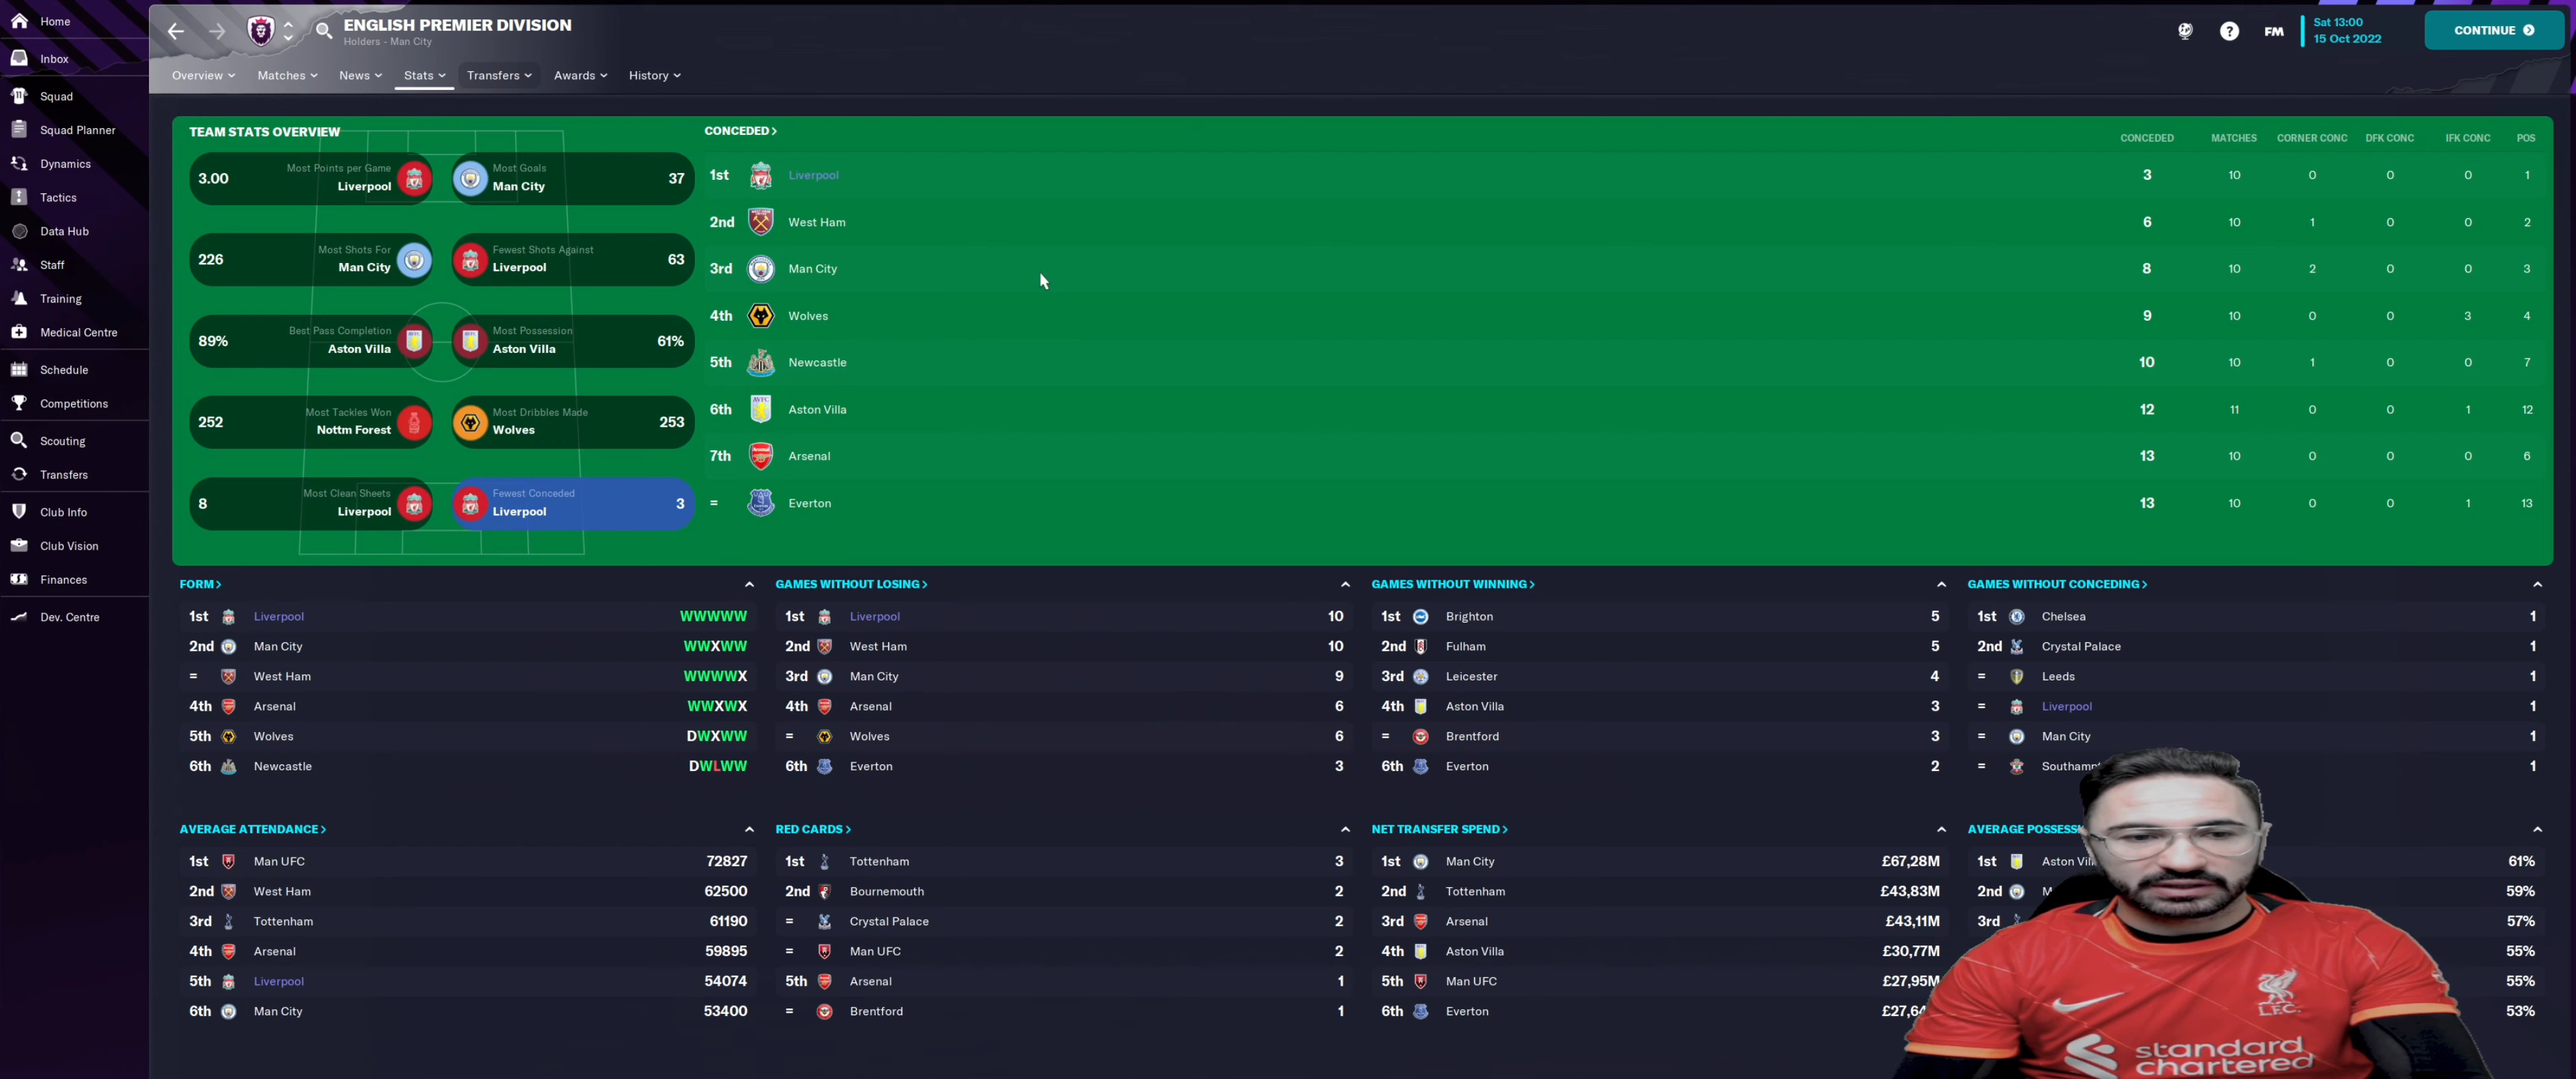 Home
Inbox
Squad
Squad Planner
Dynamics
Tactics
Data Hub
Staff
Training
Medical Centre
Schedule
Competitions
Scouting
Transfers
Club Info
Club Vision
Finances
Dev. Centre
ENGLISH PREMIER DIVISION
Holders - Man City
FM
Sat 13:00
15 Oct 2022
CONTINUE
Overview Matches News Stats Transfers Awards History
TEAM STATS OVERVIEW
3.00 Most Points per Game Liverpool
Most Goals Man City 37
226 Most Shots For Man City
Fewest Shots Against Liverpool 63
89% Best Pass Completion Aston Villa
Most Possession Aston Villa 61%
252 Most Tackles Won Nottm Forest
Most Dribbles Made Wolves 253
8 Most Clean Sheets Liverpool
Fewest Conceded Liverpool 3
CONCEDED CONCEDED MATCHES CORNER CONC DFK CONC IFK CONC POS
1st Liverpool 3 10 0 0 0 1
2nd West Ham 6 10 1 0 0 2
3rd Man City 8 10 2 0 0 3
4th Wolves 9 10 0 0 3 4
5th Newcastle 10 10 1 0 0 7
6th Aston Villa 12 11 0 0 1 12
7th Arsenal 13 10 0 0 0 6
= Everton 13 10 0 0 1 13
FORM
1st Liverpool WWWWW
2nd Man City WWXWW
= West Ham WWWWX
4th Arsenal WWXWX
5th Wolves DWXWW
6th Newcastle DWLWW
GAMES WITHOUT LOSING
1st Liverpool 10
2nd West Ham 10
3rd Man City 9
4th Arsenal 6
= Wolves 6
6th Everton 3
GAMES WITHOUT WINNING
1st Brighton 5
2nd Fulham 5
3rd Leicester 4
4th Aston Villa 3
= Brentford 3
6th Everton 2
GAMES WITHOUT CONCEDING
1st Chelsea 1
2nd Crystal Palace 1
= Leeds 1
= Liverpool 1
= Man City 1
= Southamp 1
AVERAGE ATTENDANCE
1st Man UFC 72827
2nd West Ham 62500
3rd Tottenham 61190
4th Arsenal 59895
5th Liverpool 54074
6th Man City 53400
RED CARDS
1st Tottenham 3
2nd Bournemouth 2
= Crystal Palace 2
= Man UFC 2
5th Arsenal 1
= Brentford 1
NET TRANSFER SPEND
1st Man City £67,28M
2nd Tottenham £43,83M
3rd Arsenal £43,11M
4th Aston Villa £30,77M
5th Man UFC £27,95M
6th Everton £27,6
AVERAGE POSSESS
1st Aston Vil 61%
2nd M 59%
3rd 57%
55%
55%
53%
L.F.C.
standard
chartered